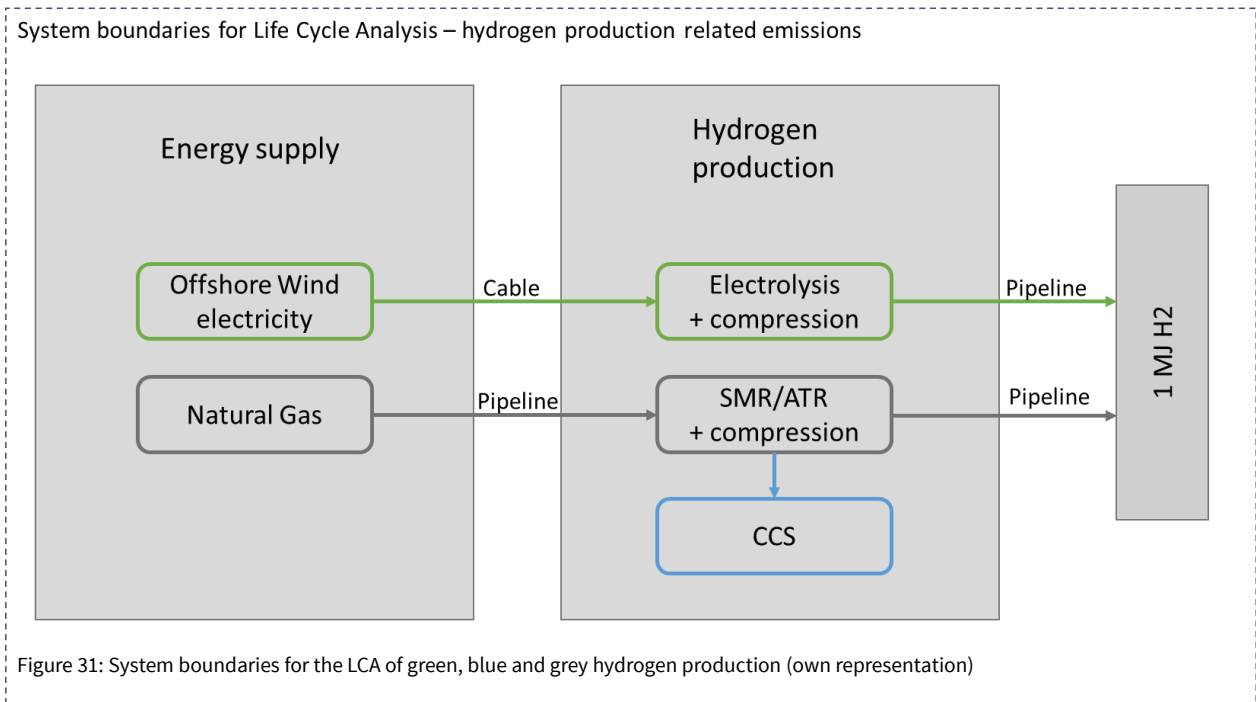 System boundaries for Life Cycle Analysis – hydrogen production related emissions
Energy supply
Hydrogen
production
Offshore Wind
electricity
Cable
Electrolysis
+ compression
Pipeline
Natural Gas
Pipeline
SMR/ATR
+ compression
Pipeline
CCS
1 MJ H2
Figure 31: System boundaries for the LCA of green, blue and grey hydrogen production (own representation)